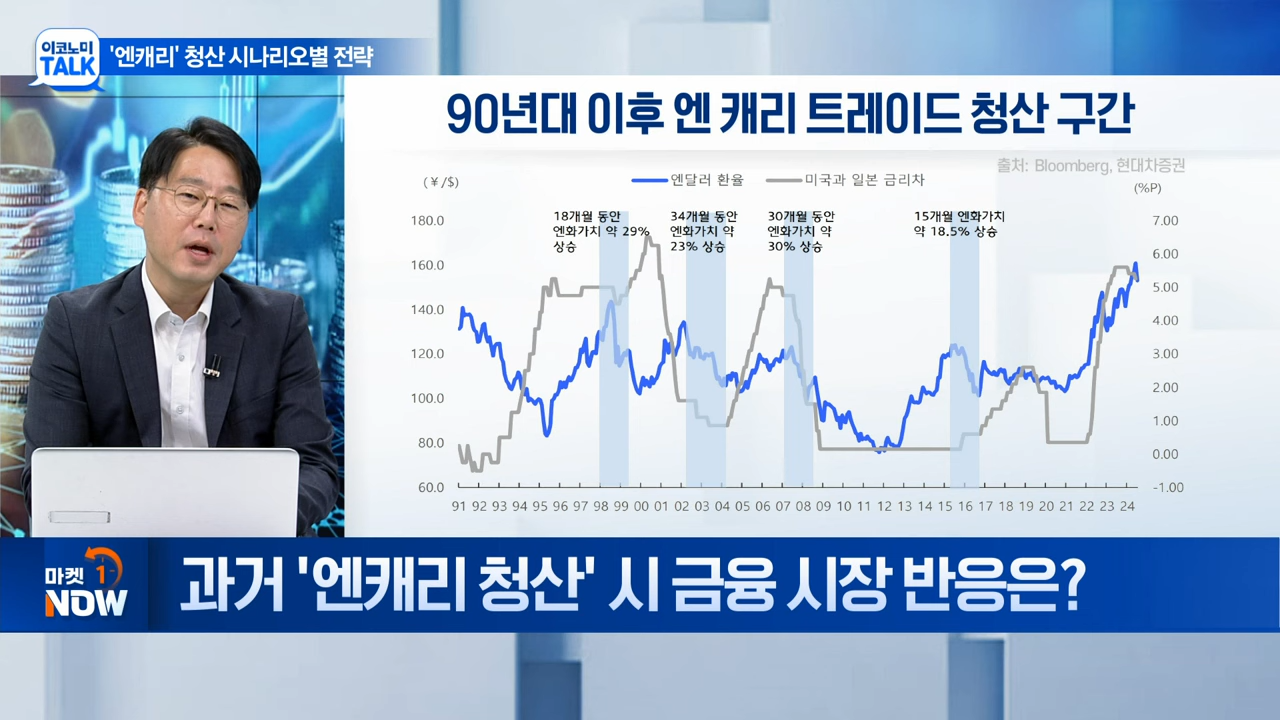 이코노미
TALK
'엔캐리' 청산 시나리오별 전략
90년대 이후 엔 캐리 트레이드 청산 구간
출처: Bloomberg, 현대차증권
(¥/$)
엔달러 환율
미국과 일본 금리차
(%P)
18개월 동안
엔화가치 약 29%
상승
34개월 동안
엔화가치 약
23% 상승
30개월 동안
엔화가치 약
30% 상승
15개월 엔화가치
약 18.5% 상승
180.0
160.0
140.0
120.0
100.0
80.0
60.0
7.00
6.00
5.00
4.00
3.00
2.00
1.00
0.00
-1.00
91 92 93 94 95 96 97 98 99 00 01 02 03 04 05 06 07 08 09 10 11 12 13 14 15 16 17 18 19 20 21 22 23 24
마켓 1
NOW
과거 '엔캐리 청산' 시 금융 시장 반응은?